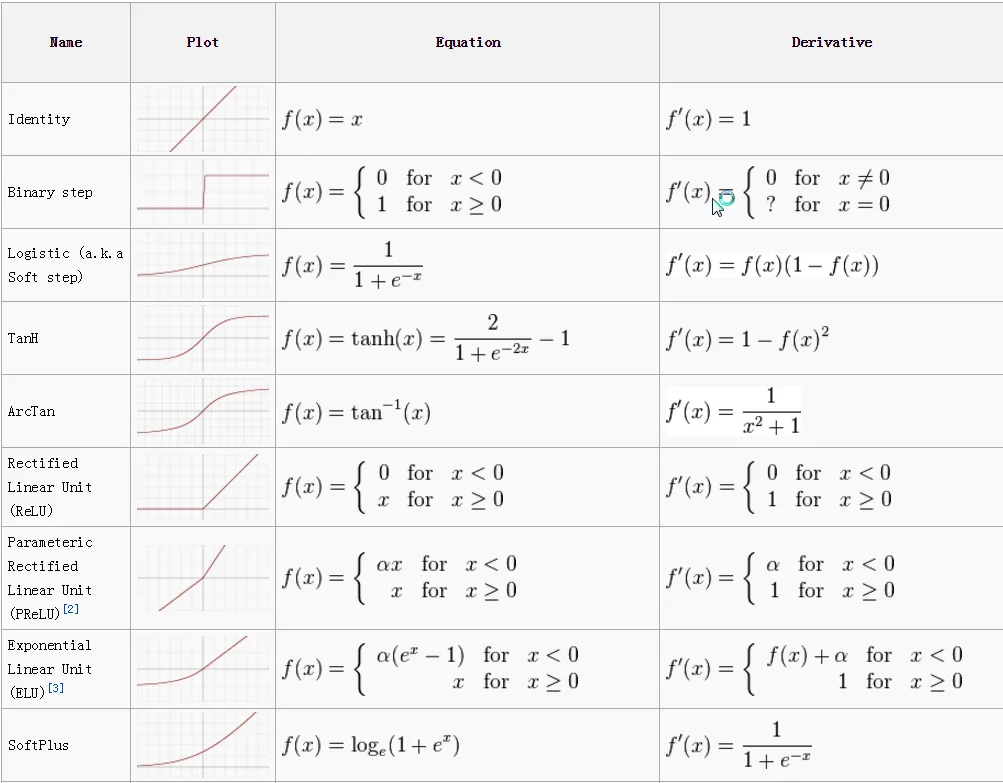 Name Plot Equation Derivative
Identity f(x) = x f′(x) = 1
Binary step f(x) = { 0 for x < 0 f′(x) = { 0 for x ≠ 0
1 for x ≥ 0 ? for x = 0
Logistic (a.k.a
Soft step) f(x) = 1 / (1 + e^{−x}) f′(x) = f(x)(1 − f(x))
TanH f(x) = tanh(x) = 2 / (1 + e^{−2x}) − 1 f′(x) = 1 − f(x)²
ArcTan f(x) = tan⁻¹(x) f′(x) = 1 / (x² + 1)
Rectified
Linear Unit
(ReLU) f(x) = { 0 for x < 0 f′(x) = { 0 for x < 0
x for x ≥ 0 1 for x ≥ 0
Parameteric
Rectified
Linear Unit
(PReLU)[2] f(x) = { αx for x < 0 f′(x) = { α for x < 0
x for x ≥ 0 1 for x ≥ 0
Exponential
Linear Unit
(ELU)[3] f(x) = { α(e^x − 1) for x < 0 f′(x) = { f(x) + α for x < 0
x for x ≥ 0 1 for x ≥ 0
SoftPlus f(x) = log_e(1 + e^x) f′(x) = 1 / (1 + e^{−x})